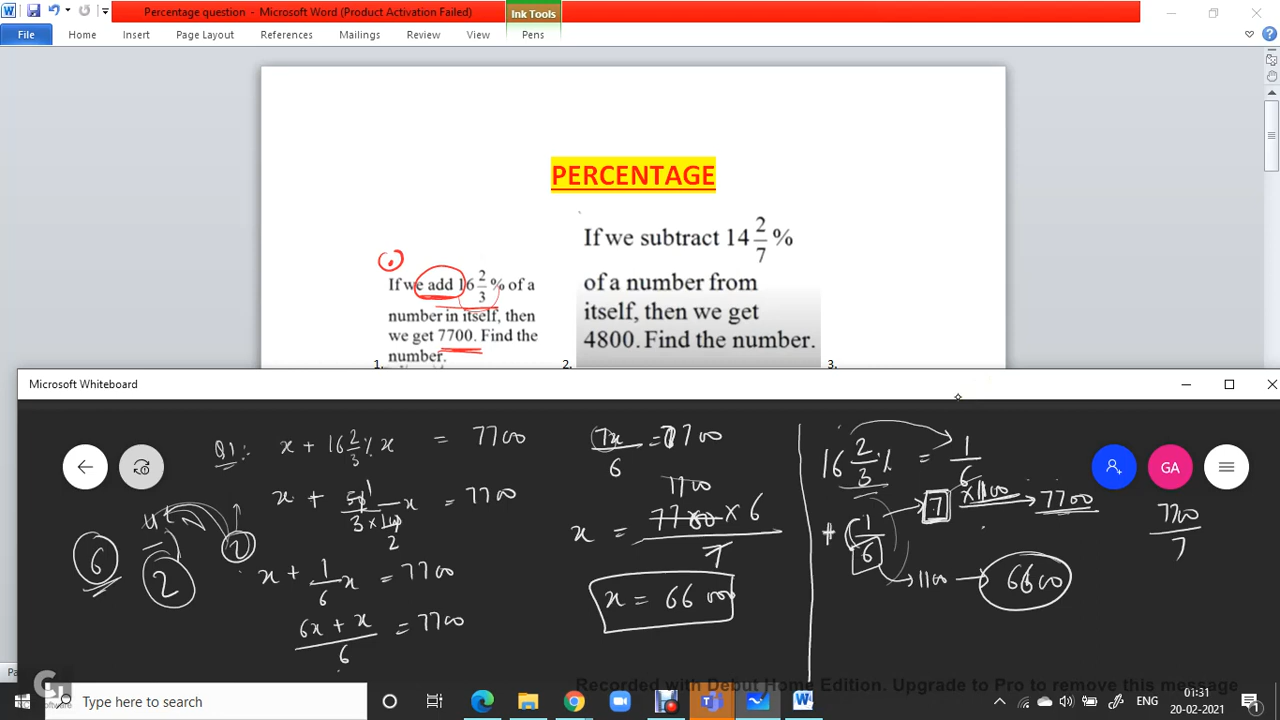 Percentage question - Microsoft Word (Product Activation Failed)
Ink Tools
File Home Insert Page Layout References Mailings Review View Pens
PERCENTAGE
If we add 16 2/3 % of a
number in itself, then
we get 7700. Find the
number.
1.
If we subtract 14 2/7 %
of a number from
itself, then we get
4800. Find the number.
2.
3.
Microsoft Whiteboard
Q1: x + 16 2/3 % x = 7700
x + 50/(3 × 100) x = 7700
x + 1/6 x = 7700
(6x + x)/6 = 7700
7x/6 = 7700
1100
x = 7700 × 6 / 7
x = 6600
16 2/3 % = 1/6
+ 1/6
7 × 1100 → 7700
→ 1100 → 6600
7700/7
6
2
2
GA
Recorded with Debut Home Edition. Upgrade to Pro to remove this message
Type here to search
ENG
01:31
20-02-2021